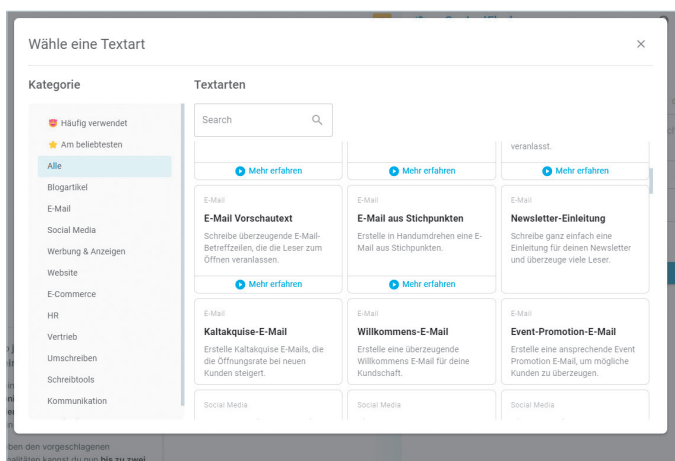 Wähle eine Textart
Kategorie
Textarten
Häufig verwendet
Am beliebtesten
Alle
Blogartikel
E-Mail
Social Media
Werbung & Anzeigen
Website
E-Commerce
HR
Vertrieb
Umschreiben
Schreibtools
Kommunikation
Search
veranlasst.
Mehr erfahren
Mehr erfahren
Mehr erfahren
E-Mail
E-Mail Vorschautext
Schreibe überzeugende E-Mail-
Betreffzeilen, die die Leser zum
Öffnen veranlassen.
Mehr erfahren
E-Mail
E-Mail aus Stichpunkten
Erstelle in Handumdrehen eine E-
Mail aus Stichpunkten.
Mehr erfahren
E-Mail
Newsletter-Einleitung
Schreibe ganz einfach eine
Einleitung für deinen Newsletter
und überzeuge viele Leser.
E-Mail
Kaltakquise-E-Mail
Erstelle Kaltakquise E-Mails, die
die Öffnungsrate bei neuen
Kunden steigert.
E-Mail
Willkommens-E-Mail
Erstelle eine überzeugende
Willkommens E-Mail für deine
Kundschaft.
E-Mail
Event-Promotion-E-Mail
Erstelle eine ansprechende Event
Promotion E-Mail, um mögliche
Kunden zu überzeugen.
Social Media
Social Media
Social Media
ben den vorgeschlagenen
kannst du nun bis zu zwei